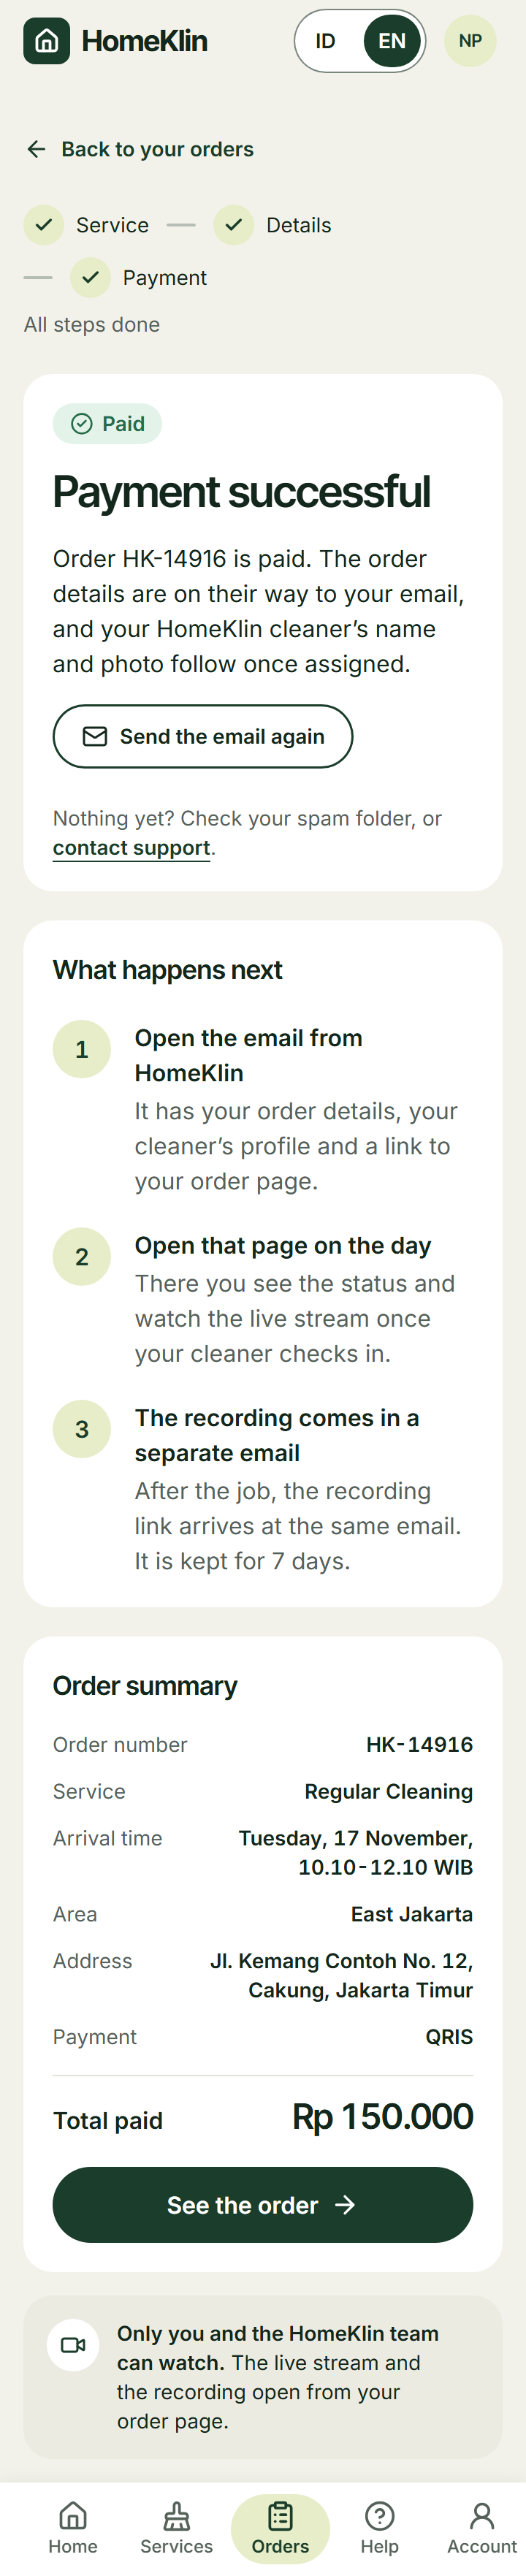 HomeKlin
ID
EN
NP
Back to your orders
Service
Details
Payment
All steps done
Paid
Payment successful
Order HK-14916 is paid. The order
details are on their way to your email,
and your HomeKlin cleaner’s name
and photo follow once assigned.
Send the email again
Nothing yet? Check your spam folder, or
contact support.
What happens next
1
Open the email from
HomeKlin
It has your order details, your
cleaner’s profile and a link to
your order page.
2
Open that page on the day
There you see the status and
watch the live stream once
your cleaner checks in.
3
The recording comes in a
separate email
After the job, the recording
link arrives at the same email.
It is kept for 7 days.
Order summary
Order number HK-14916
Service Regular Cleaning
Arrival time Tuesday, 17 November,
10.10-12.10 WIB
Area East Jakarta
Address Jl. Kemang Contoh No. 12,
Cakung, Jakarta Timur
Payment QRIS
Total paid Rp 150.000
See the order
Only you and the HomeKlin team
can watch. The live stream and
the recording open from your
order page.
Home
Services
Orders
Help
Account